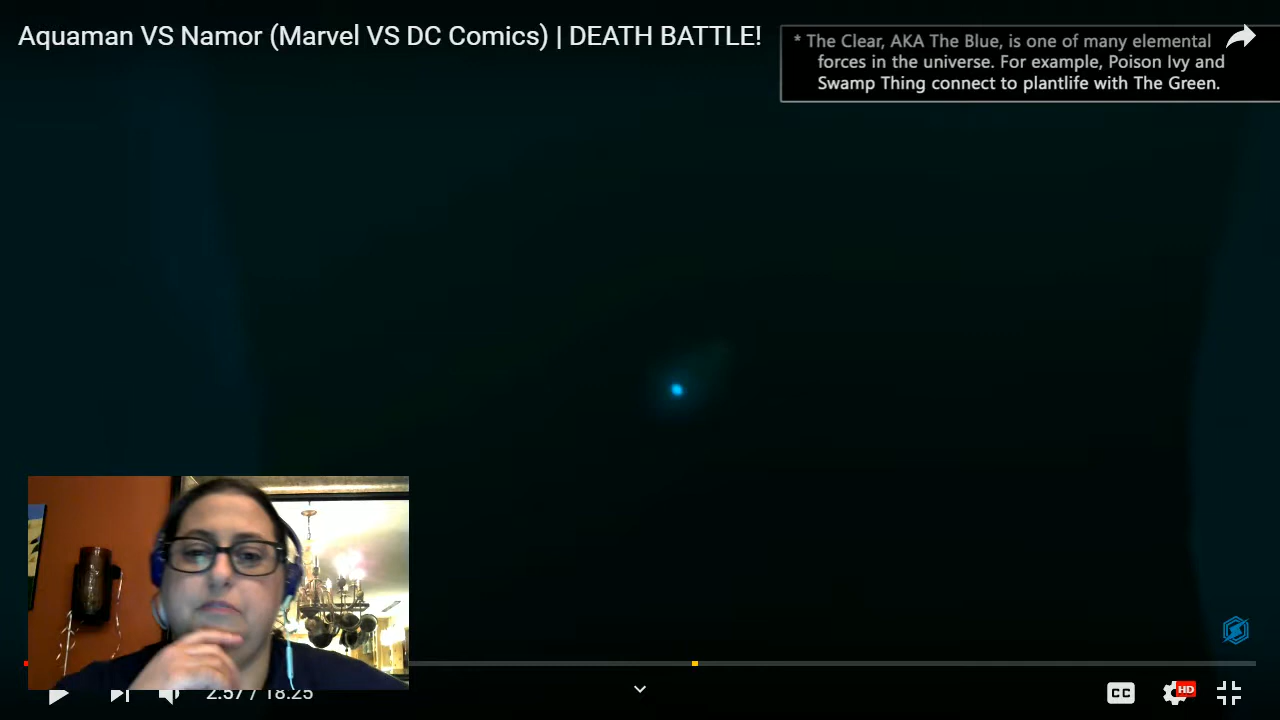 Aquaman VS Namor (Marvel VS DC Comics) | DEATH BATTLE!
* The Clear, AKA The Blue, is one of many elemental
forces in the universe. For example, Poison Ivy and
Swamp Thing connect to plantlife with The Green.
2:57 / 18:25
CC
HD